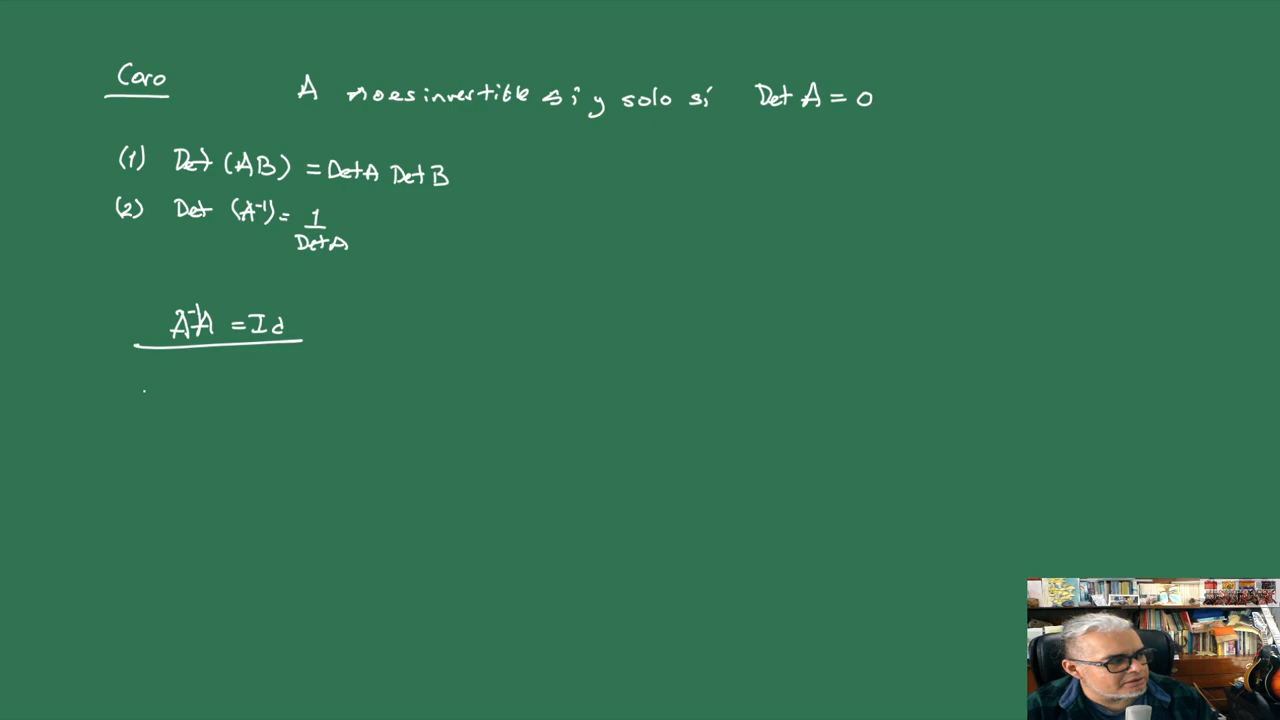 Coro A no es invertible si y solo si Det A = 0
(1) Det (AB) = Det A Det B
(2) Det (A⁻¹) = 1/Det A
A⁻¹A = Id